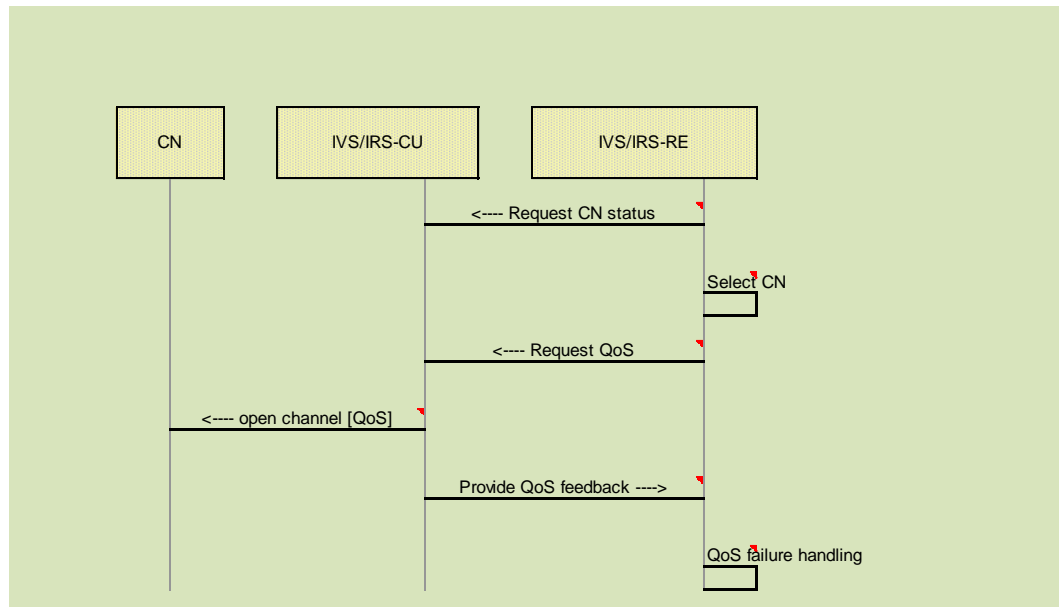 CN
IVS/IRS-CU
IVS/IRS-RE
<---- Request CN status
Select CN
<---- Request QoS
<---- open channel [QoS]
Provide QoS feedback ---->
QoS failure handling